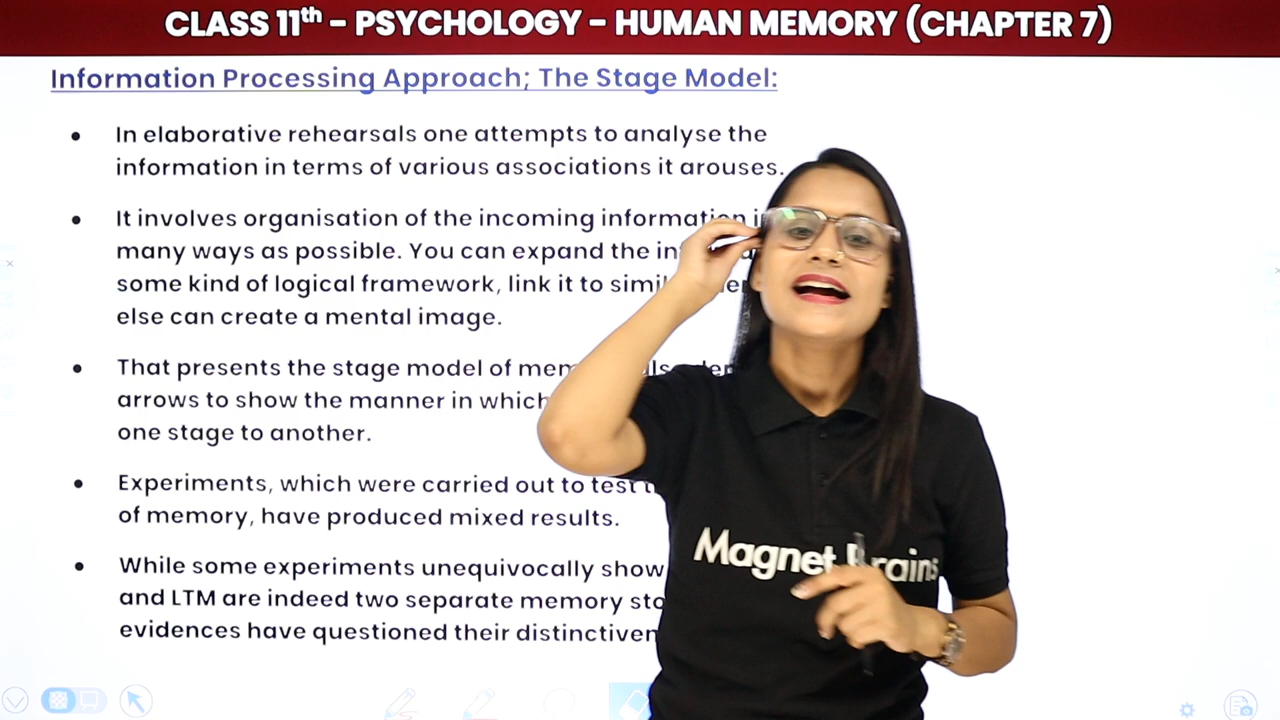 CLASS 11th - PSYCHOLOGY - HUMAN MEMORY (CHAPTER 7)
Information Processing Approach; The Stage Model:
• In elaborative rehearsals one attempts to analyse the
information in terms of various associations it arouses.
• It involves organisation of the incoming information
many ways as possible. You can expand the
some kind of logical framework, link it to
else can create a mental image.
• That presents the stage model of
arrows to show the manner in which
one stage to another.
• Experiments, which were carried out to test
of memory, have produced mixed results.
• While some experiments unequivocally show
and LTM are indeed two separate memory
evidences have questioned their
Magnet Brains